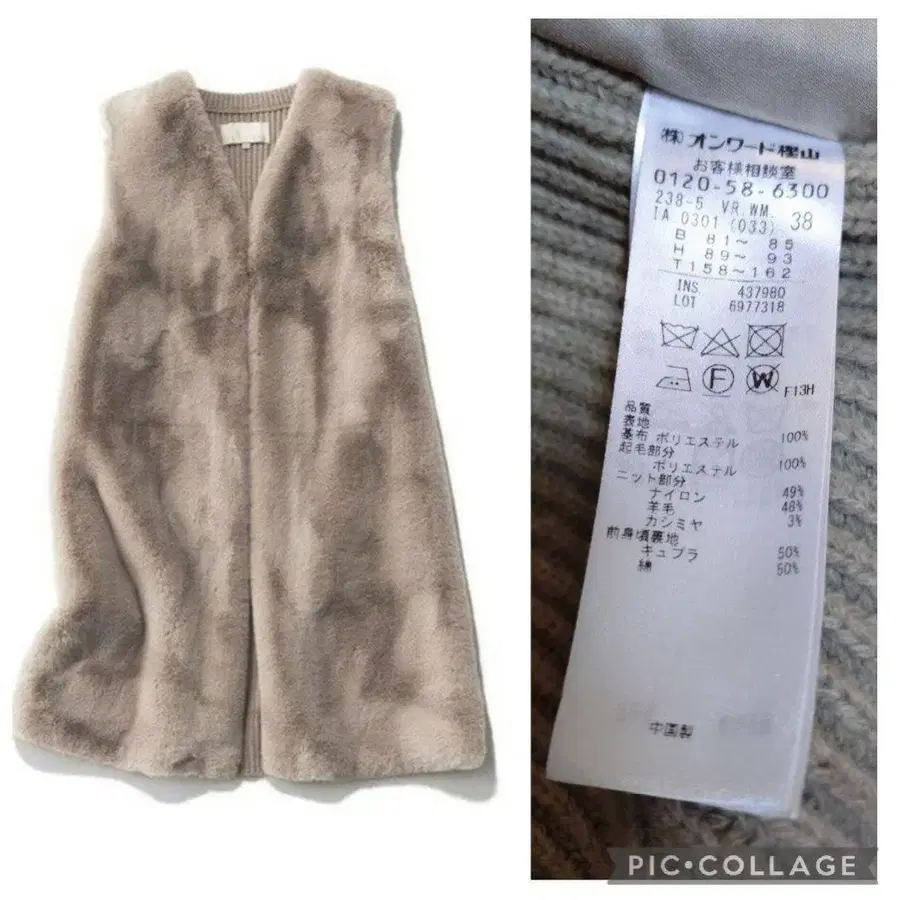 ㈱オンワード樫山
お客様相談室
0120-58-6300
238-5 VR.WM. 38
IA 0301 (033)
B 81~ 85
H 89~ 93
T158~162
INS 437980
LOT 6977318
F W F13H
品質
表地
基布 ポリエステル 100%
起毛部分
ポリエステル 100%
ニット部分
ナイロン 49%
羊毛 48%
カシミヤ 3%
前身頃裏地
キュプラ 50%
綿 50%
中国製
PIC•COLLAGE